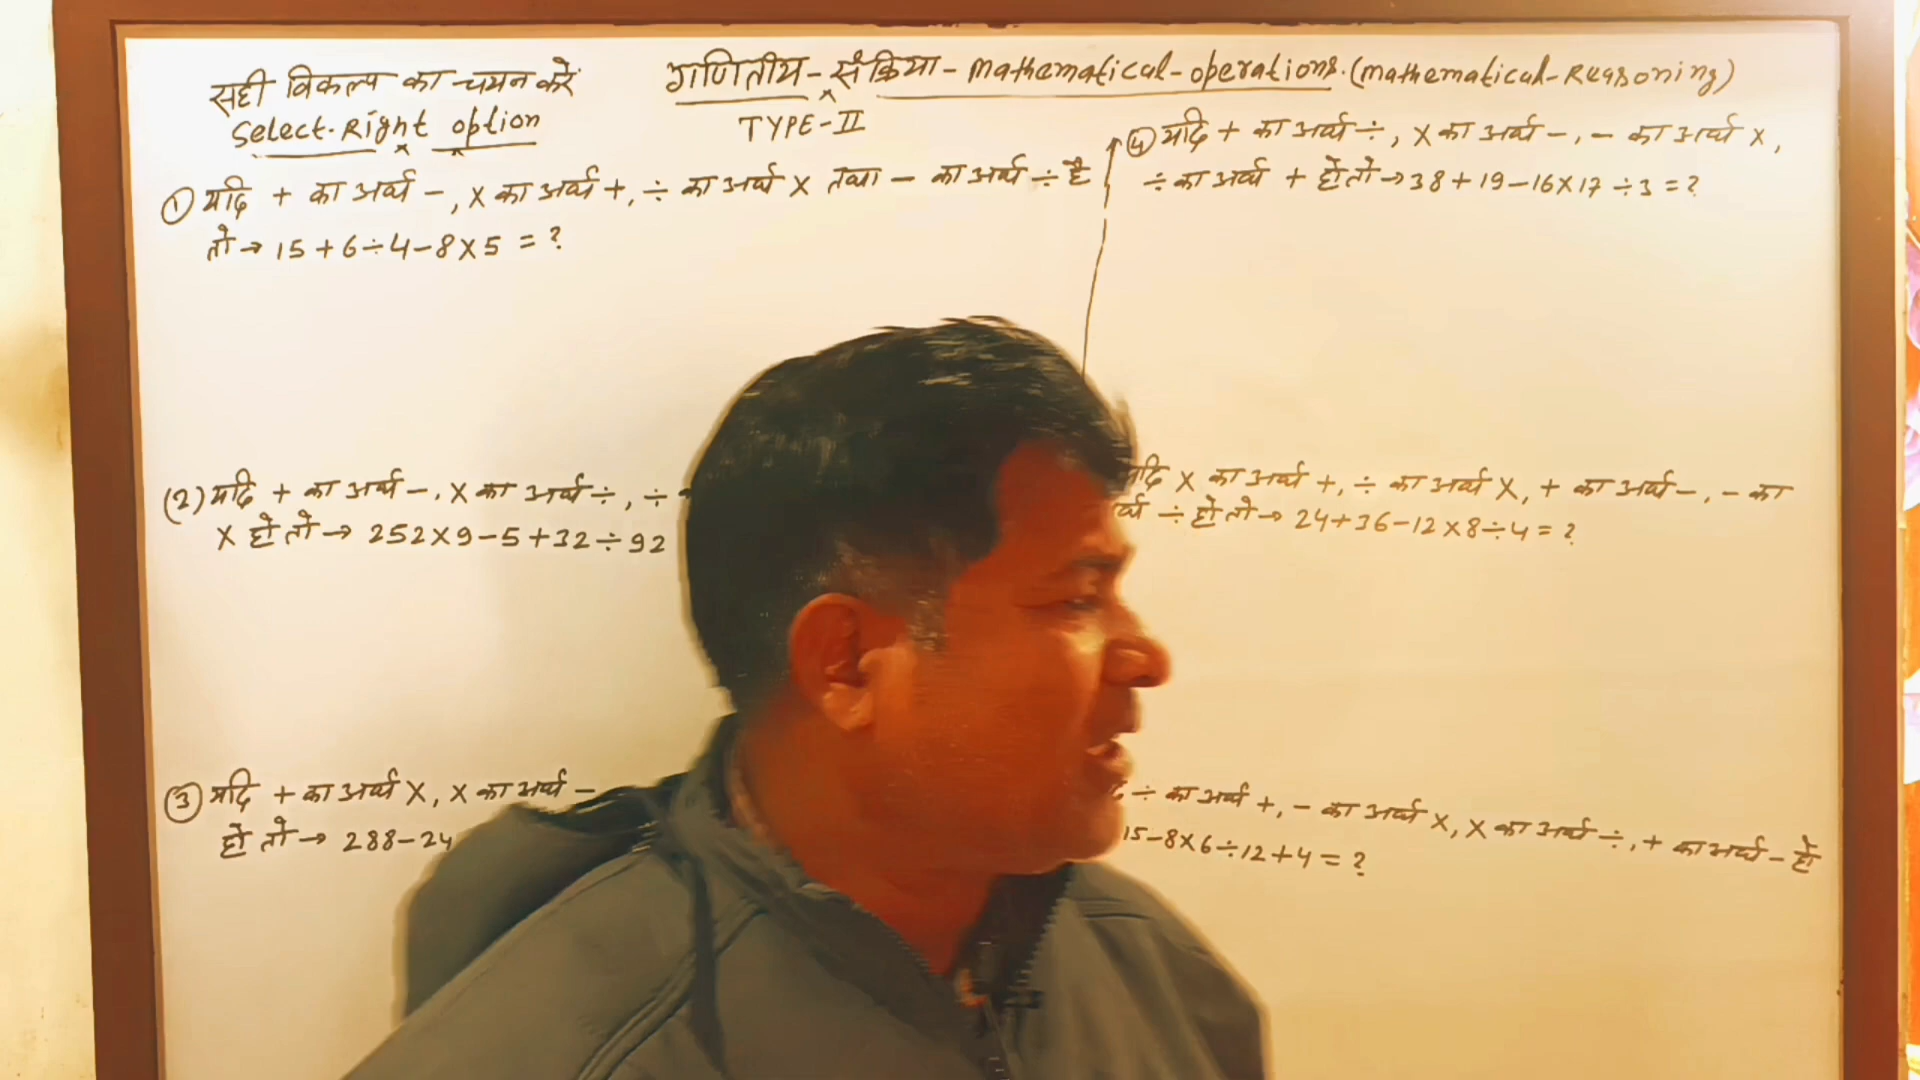 सही विकल्प का चयन करें
Select Right option
गणितीय-संक्रिया-mathematical-operations.(mathematical-Reasoning)
TYPE-II
① यदि + का अर्थ -, x का अर्थ +, ÷ का अर्थ x तथा - का अर्थ ÷ है
तो→ 15+6÷4-8x5 = ?
(2) यदि + का अर्थ -, x का अर्थ ÷, ÷
x हो तो → 252x9-5+32÷92
③ यदि + का अर्थ x, x का अर्थ -
हो तो→ 288-24
④ यदि + का अर्थ ÷, x का अर्थ -, - का अर्थ x,
÷ का अर्थ + हो तो→38+19-16x17÷3=?
यदि x का अर्थ +, ÷ का अर्थ x, + का अर्थ -, - का
÷ हो तो→ 24+36-12x8÷4=?
÷ का अर्थ +, - का अर्थ x, x का अर्थ ÷, + का अर्थ - हो
15-8x6÷12+4=?